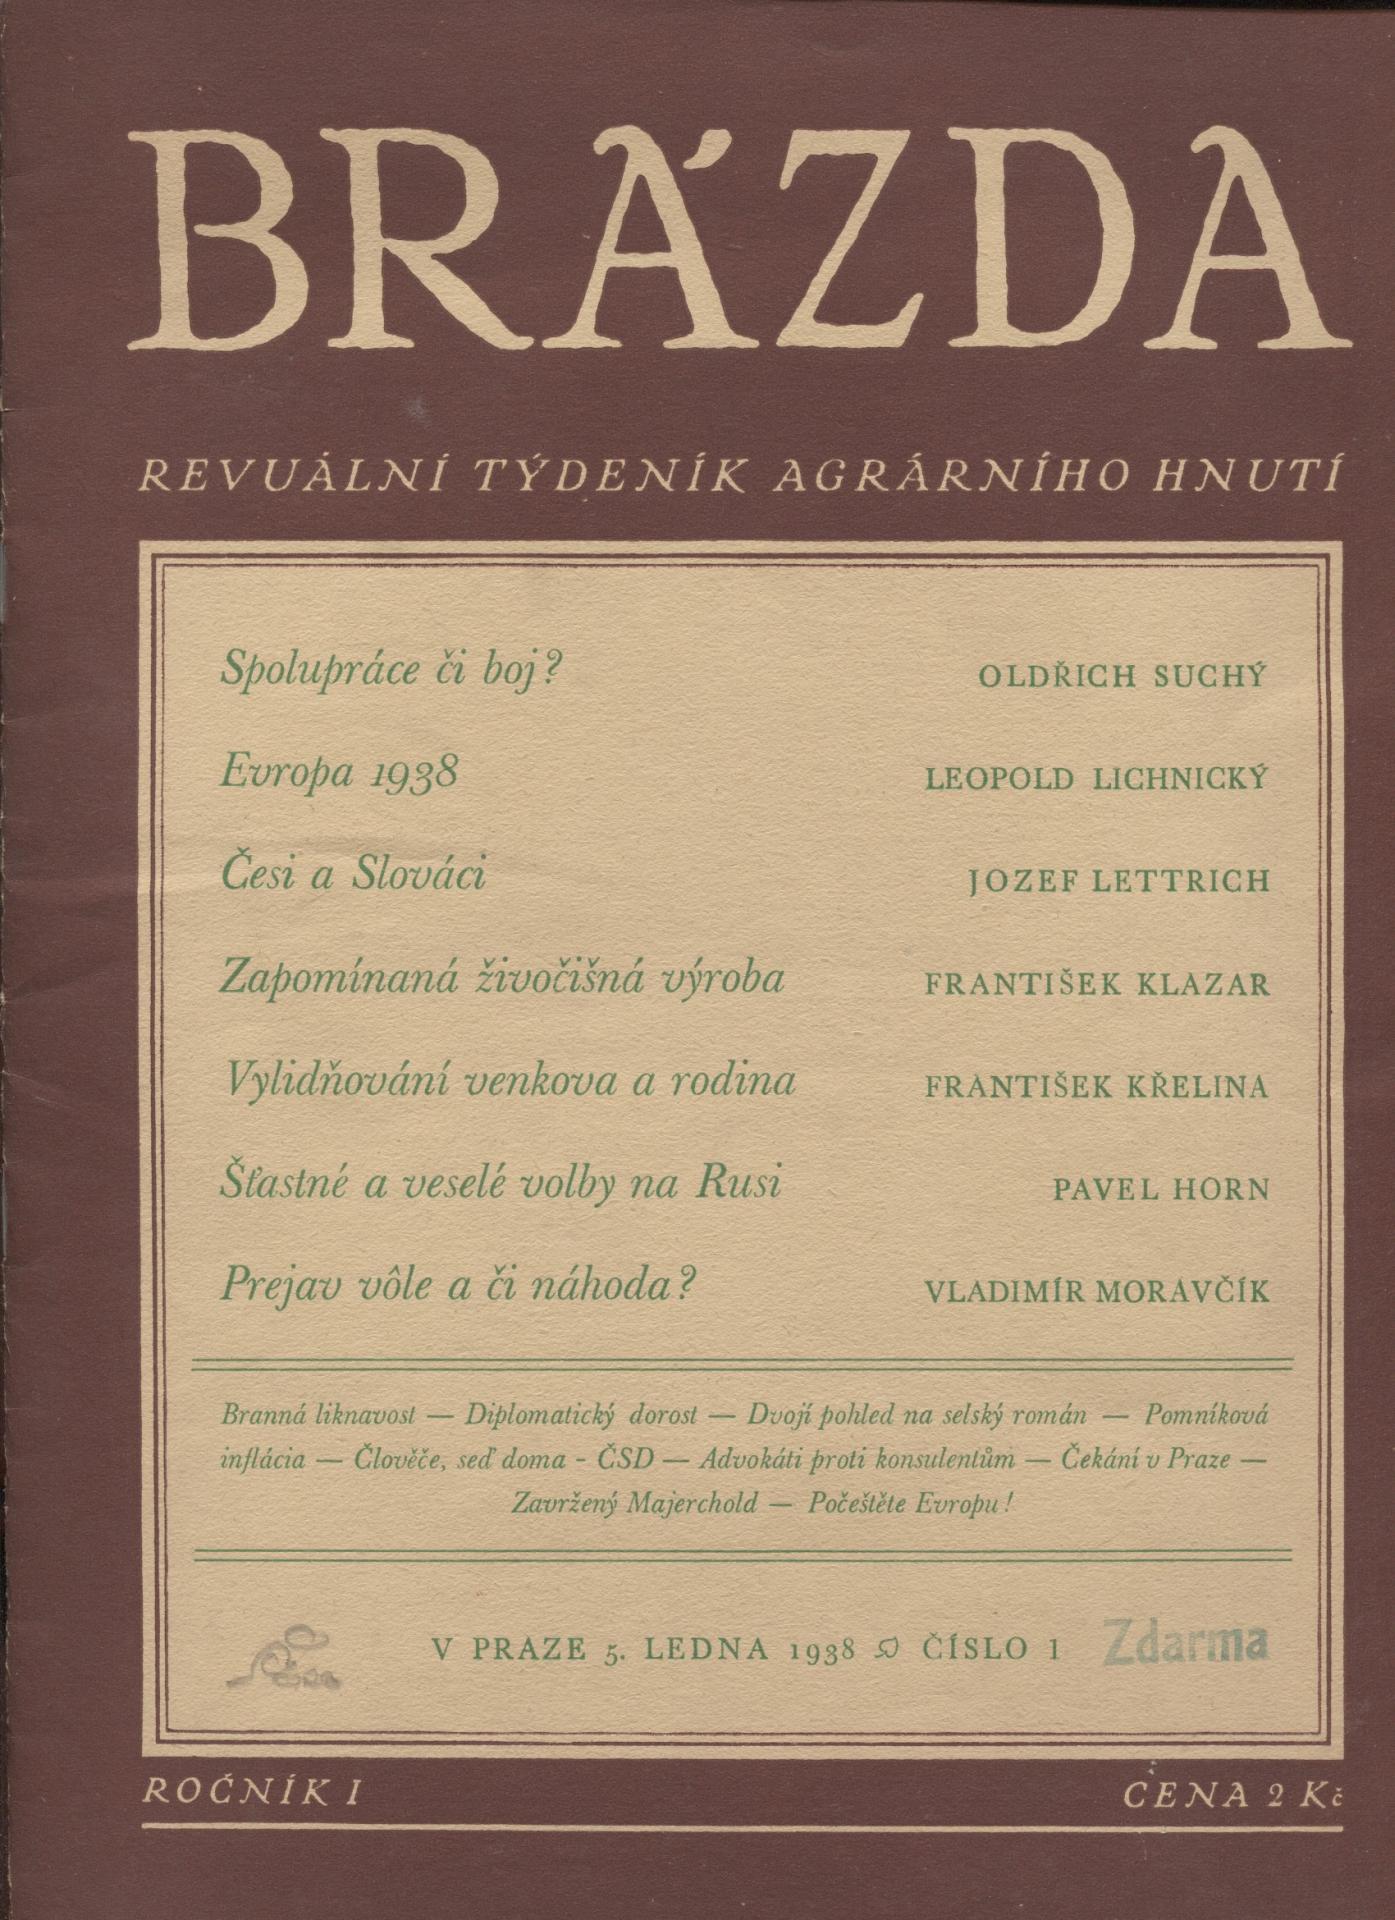 BRÁZDA
REVUÁLNÍ TÝDENÍK AGRÁRNÍHO HNUTÍ
Spolupráce či boj? OLDŘICH SUCHÝ
Evropa 1938 LEOPOLD LICHNICKÝ
Česi a Slováci JOZEF LETTRICH
Zapomínaná živočišná výroba FRANTIŠEK KLAZAR
Vylidňování venkova a rodina FRANTIŠEK KŘELINA
Šťastné a veselé volby na Rusi PAVEL HORN
Prejav vôle a či náhoda? VLADIMÍR MORAVČÍK
Branná liknavost — Diplomatický dorost — Dvojí pohled na selský román — Pomníková
inflácia — Člověče, seď doma - ČSD — Advokáti proti konsulentům — Čekání v Praze —
Zavržený Majerchold — Počeštěte Evropu!
V PRAZE 5. LEDNA 1938 ČÍSLO 1 Zdarma
ROČNÍK I CENA 2 Kč